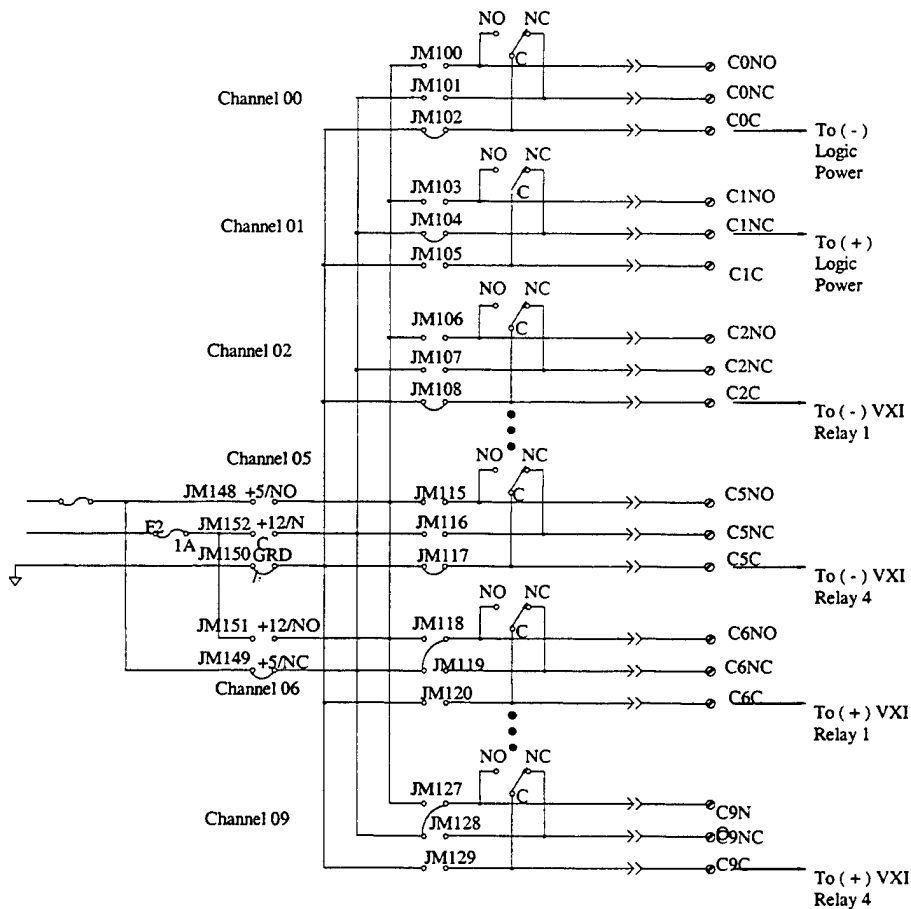 NO NC
JM100
C
C0NO
JM101
C0NC
Channel 00
JM102
C0C
To ( - )
Logic
Power
NO NC
JM103
C
C1NO
Channel 01
JM104
C1NC
To ( + )
Logic
Power
JM105
C1C
NO NC
JM106
C
C2NO
Channel 02
JM107
C2NC
JM108
C2C
To ( - ) VXI
Relay 1
NO NC
Channel 05
JM148 +5/NO
JM115
C
C5NO
F2
1A
JM152 +12/N
C
JM116
C5NC
JM150 GRD
JM117
C5C
To ( - ) VXI
Relay 4
NO NC
JM151 +12/NO
JM118
C
C6NO
JM149 +5/NC
JM119
C6NC
Channel 06
JM120
C6C
To ( + ) VXI
Relay 1
NO NC
JM127
C
C9N
O
Channel 09
JM128
C9NC
JM129
C9C
To ( + ) VXI
Relay 4